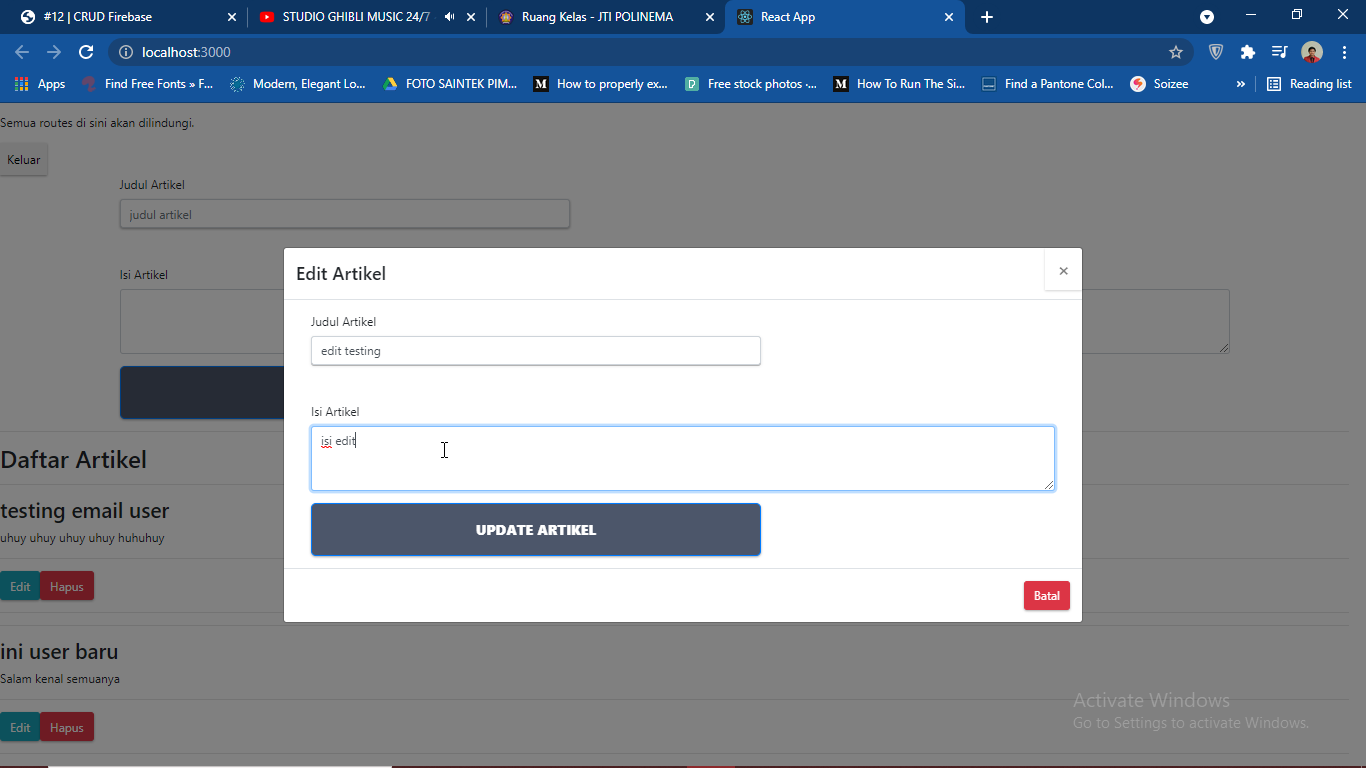 #12 | CRUD Firebase
STUDIO GHIBLI MUSIC 24/7
Ruang Kelas - JTI POLINEMA
React App
localhost:3000
Apps
Find Free Fonts » F...
Modern, Elegant Lo...
FOTO SAINTEK PIM...
How to properly ex...
Free stock photos -...
How To Run The Si...
Find a Pantone Col...
Soizee
»
Reading list
Semua routes di sini akan dilindungi.
Keluar
Judul Artikel
judul artikel
Isi Artikel
Edit Artikel
×
Judul Artikel
edit testing
Isi Artikel
isi edit
UPDATE ARTIKEL
Batal
Daftar Artikel
testing email user
uhuy uhuy uhuy uhuy huhuhuy
Edit Hapus
ini user baru
Salam kenal semuanya
Edit Hapus
Activate Windows
Go to Settings to activate Windows.